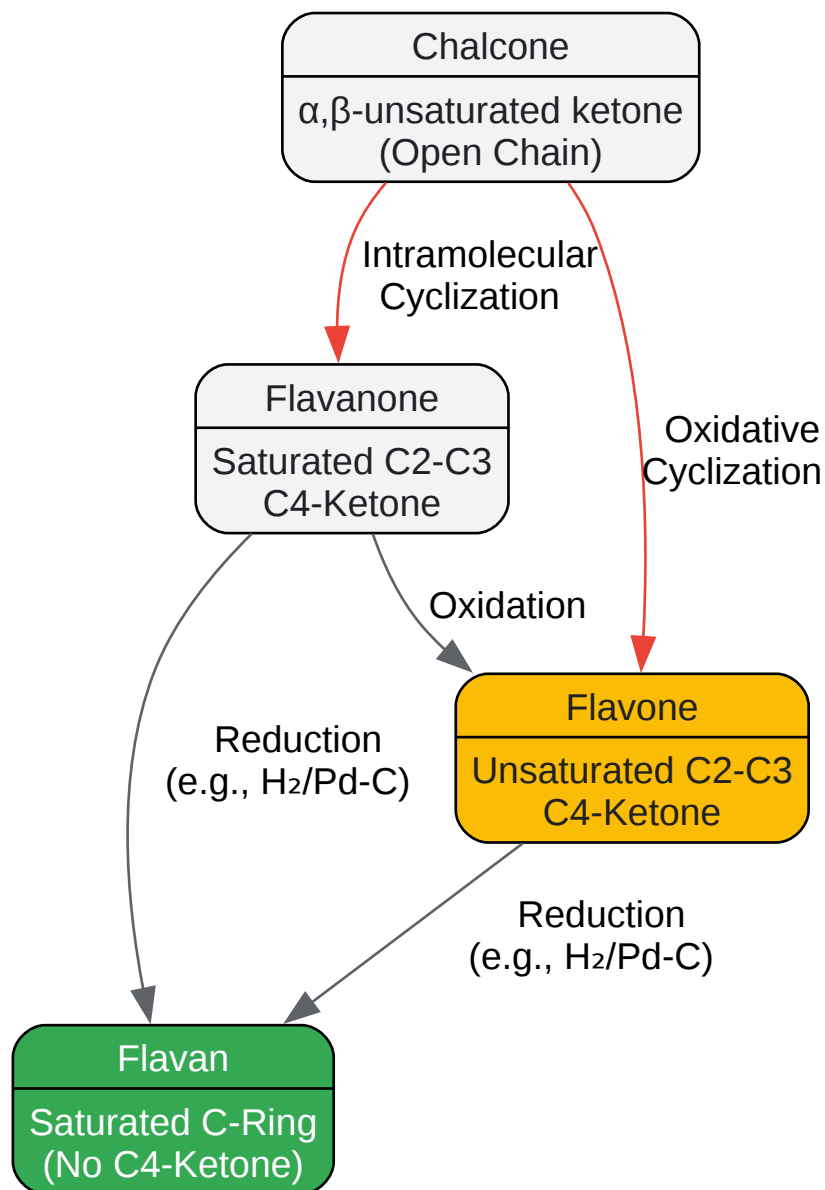 Chalcone
α,β-unsaturated ketone
(Open Chain)
Intramolecular
Cyclization
Flavanone
Saturated C2-C3
C4-Ketone
Oxidative
Cyclization
Oxidation
Flavone
Unsaturated C2-C3
C4-Ketone
Reduction
(e.g., H₂/Pd-C)
Reduction
(e.g., H₂/Pd-C)
Flavan
Saturated C-Ring
(No C4-Ketone)